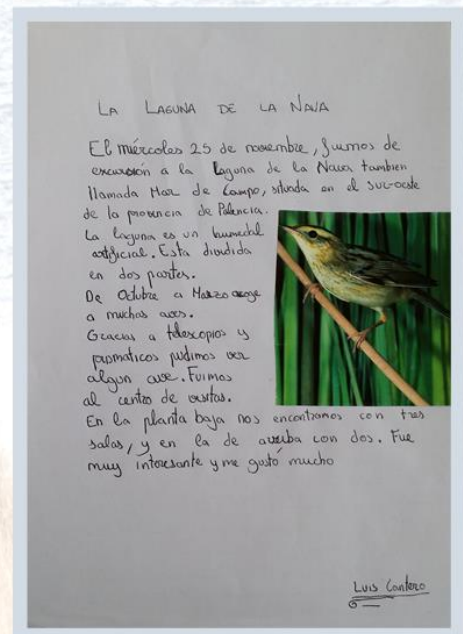 LA LAGUNA DE LA NAVA
El miércoles 25 de noviembre, fuimos de
excursión a la Laguna de la Nava tambien
llamada Mar de Campo, situada en el sur-oeste
de la provincia de Palencia.
La laguna es un humedal
artificial. Esta dividida
en dos partes.
De Octubre a Marzo acoge
a muchas aves.
Gracias a telescopios y
prismaticos pudimos ver
algun ave. Fuimos
al centro de visitas.
En la planta baja nos encontramos con tres
salas, y en la de arriba con dos. Fue
muy interesante y me gustó mucho
Luis Cantero